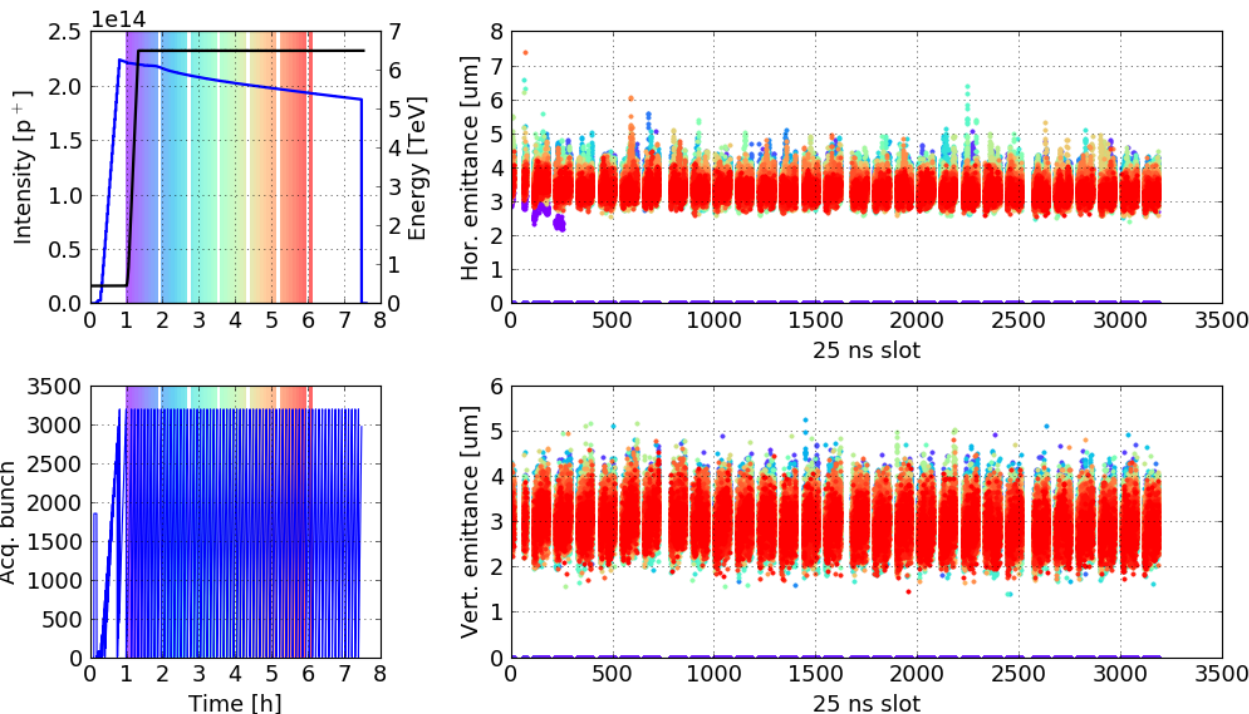 1e14
2.5
2.0
1.5
1.0
0.5
0.0
Intensity [p+]
7
6
5
4
3
2
1
0
Energy [TeV]
0 1 2 3 4 5 6 7 8
8
7
6
5
4
3
2
1
0
Hor. emittance [um]
0 500 1000 1500 2000 2500 3000 3500
25 ns slot
3500
3000
2500
2000
1500
1000
500
0
Acq. bunch
0 1 2 3 4 5 6 7 8
Time [h]
6
5
4
3
2
1
0
Vert. emittance [um]
0 500 1000 1500 2000 2500 3000 3500
25 ns slot